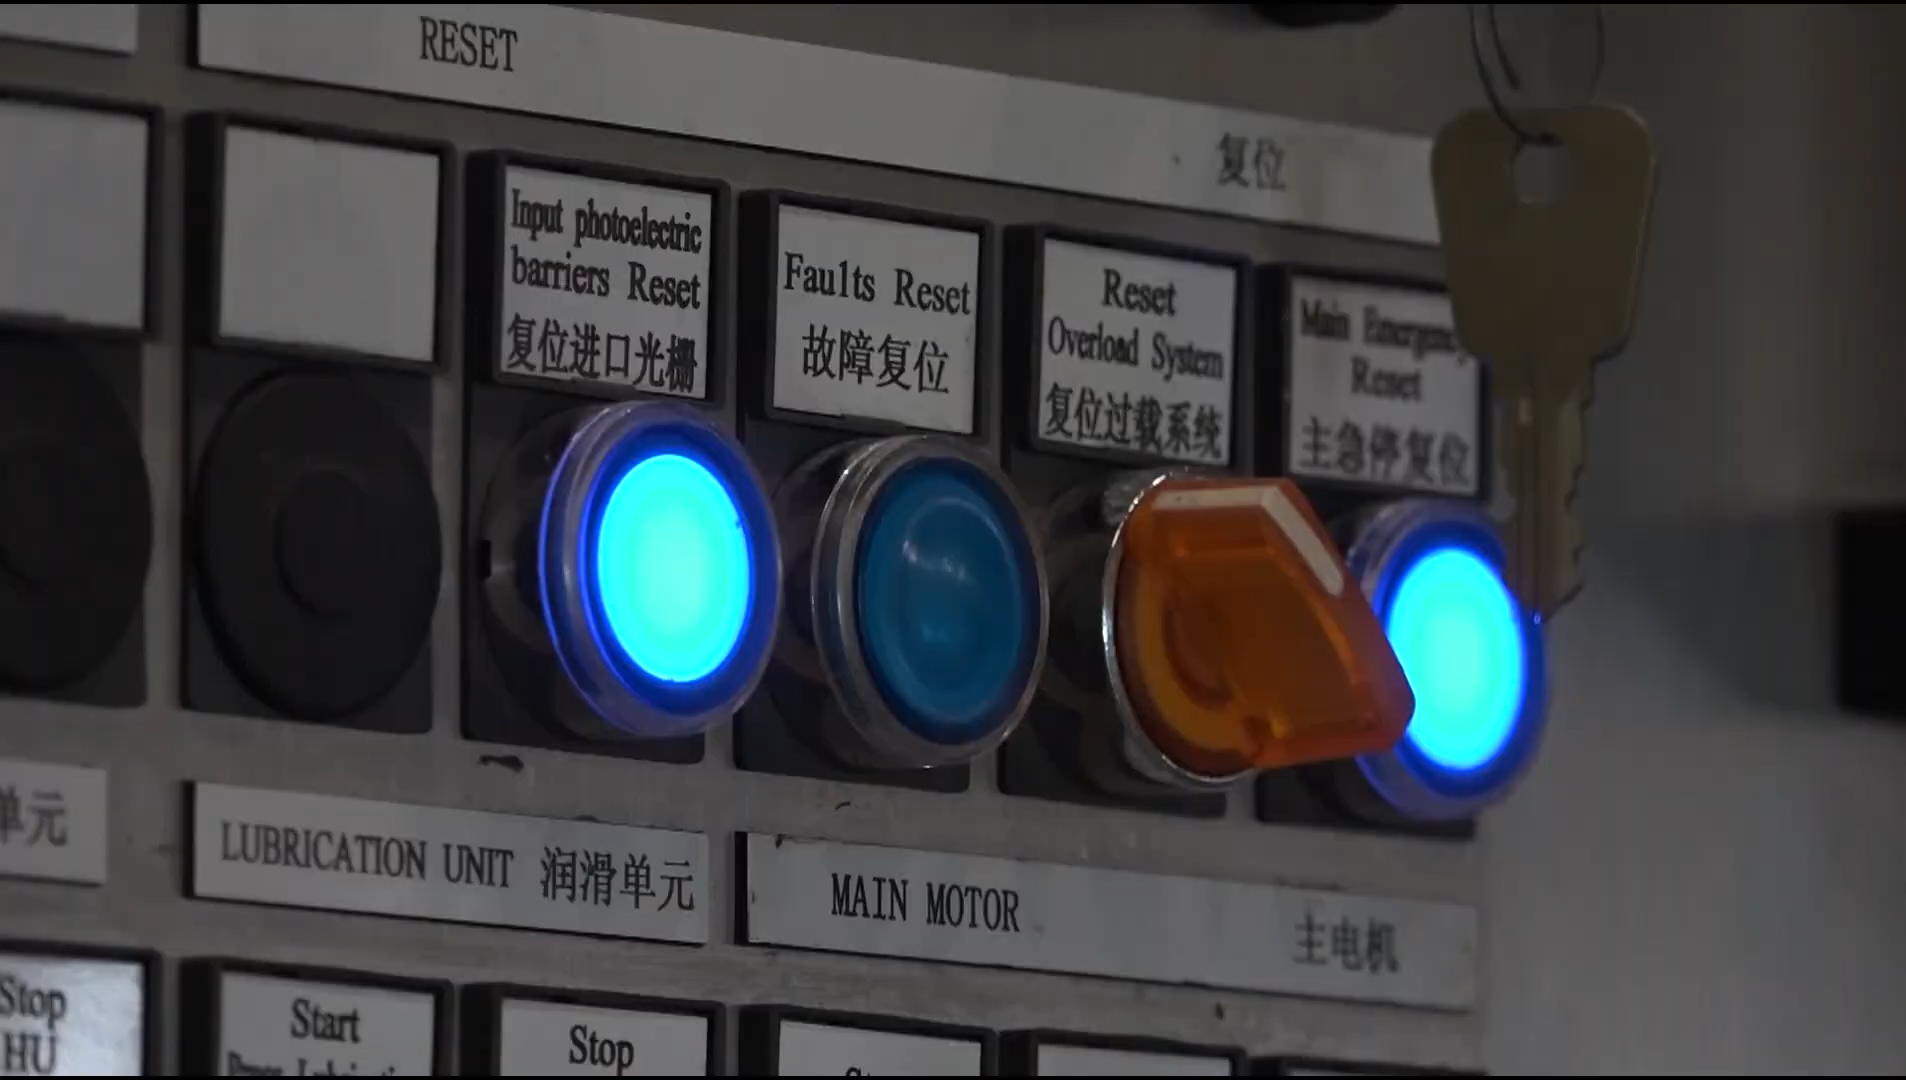 RESET
复位
Input photoelectric
barriers Reset
复位进口光栅
Faults Reset
故障复位
Reset
Overload System
复位过载系统
Main Emergency
Reset
主急停复位
单元
LUBRICATION UNIT 润滑单元
MAIN MOTOR 主电机
Stop
HU
Start
Stop